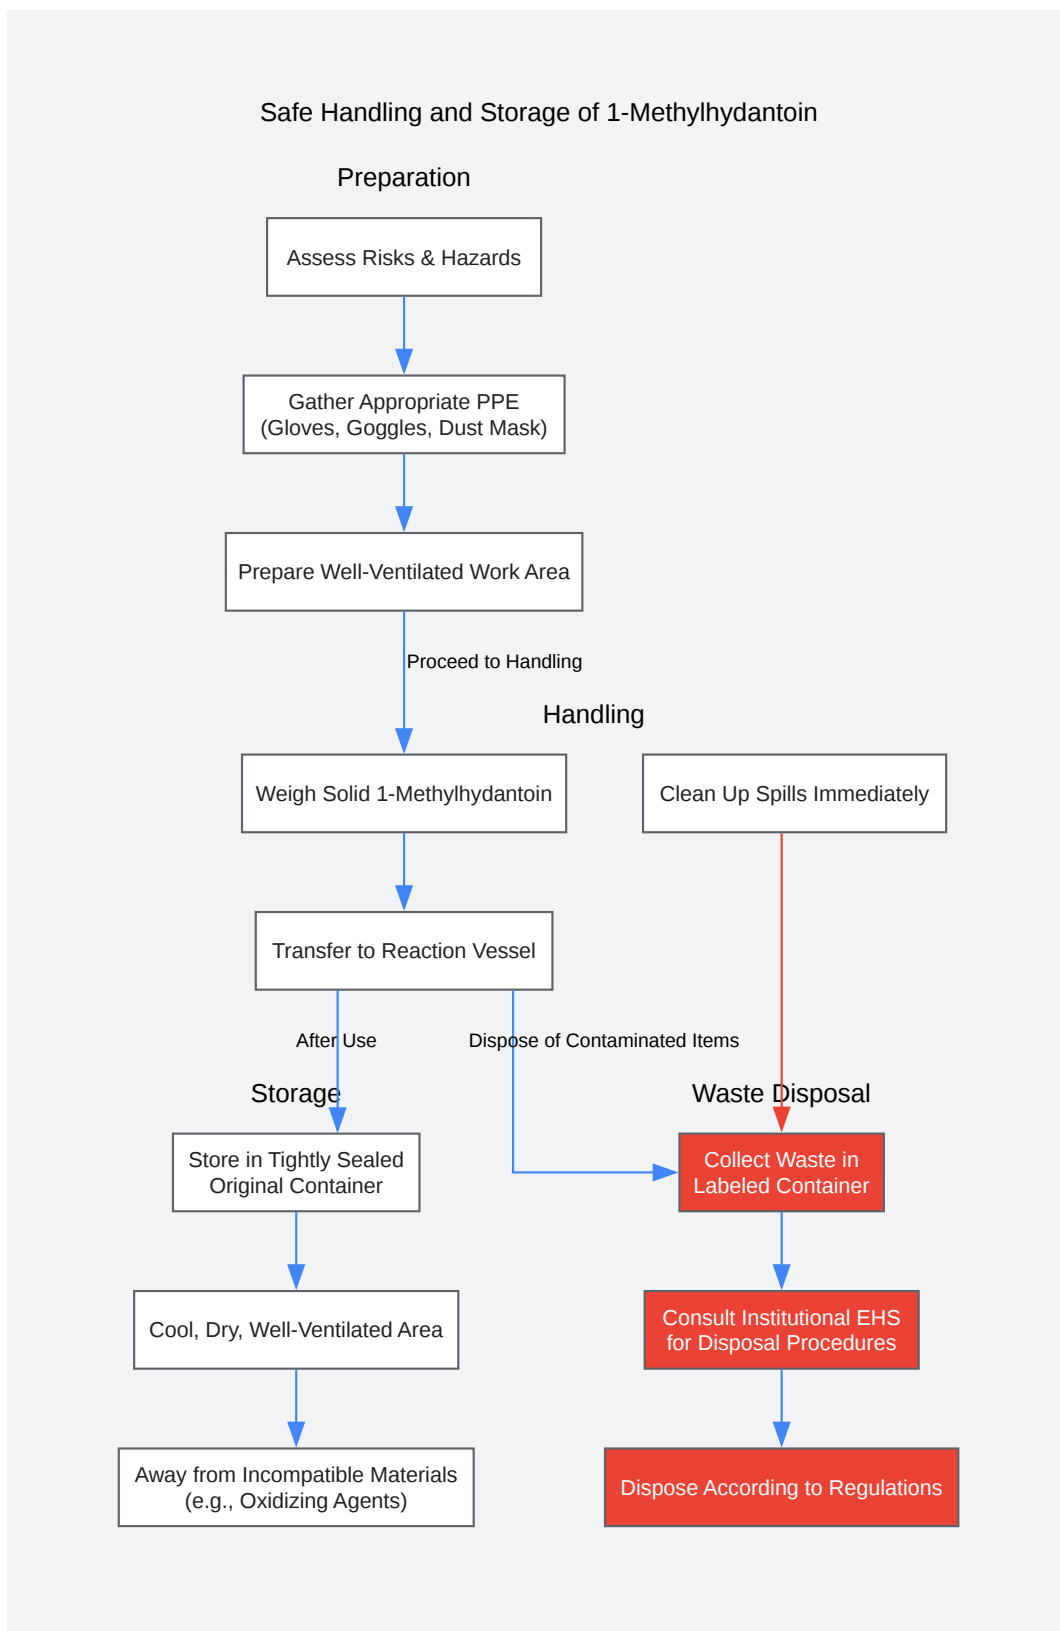 Safe Handling and Storage of 1-Methylhydantoin
Preparation
Assess Risks & Hazards
Gather Appropriate PPE
(Gloves, Goggles, Dust Mask)
Prepare Well-Ventilated Work Area
Proceed to Handling
Handling
Weigh Solid 1-Methylhydantoin
Clean Up Spills Immediately
Transfer to Reaction Vessel
After Use
Dispose of Contaminated Items
Storage
Waste Disposal
Store in Tightly Sealed
Original Container
Collect Waste in
Labeled Container
Cool, Dry, Well-Ventilated Area
Consult Institutional EHS
for Disposal Procedures
Away from Incompatible Materials
(e.g., Oxidizing Agents)
Dispose According to Regulations